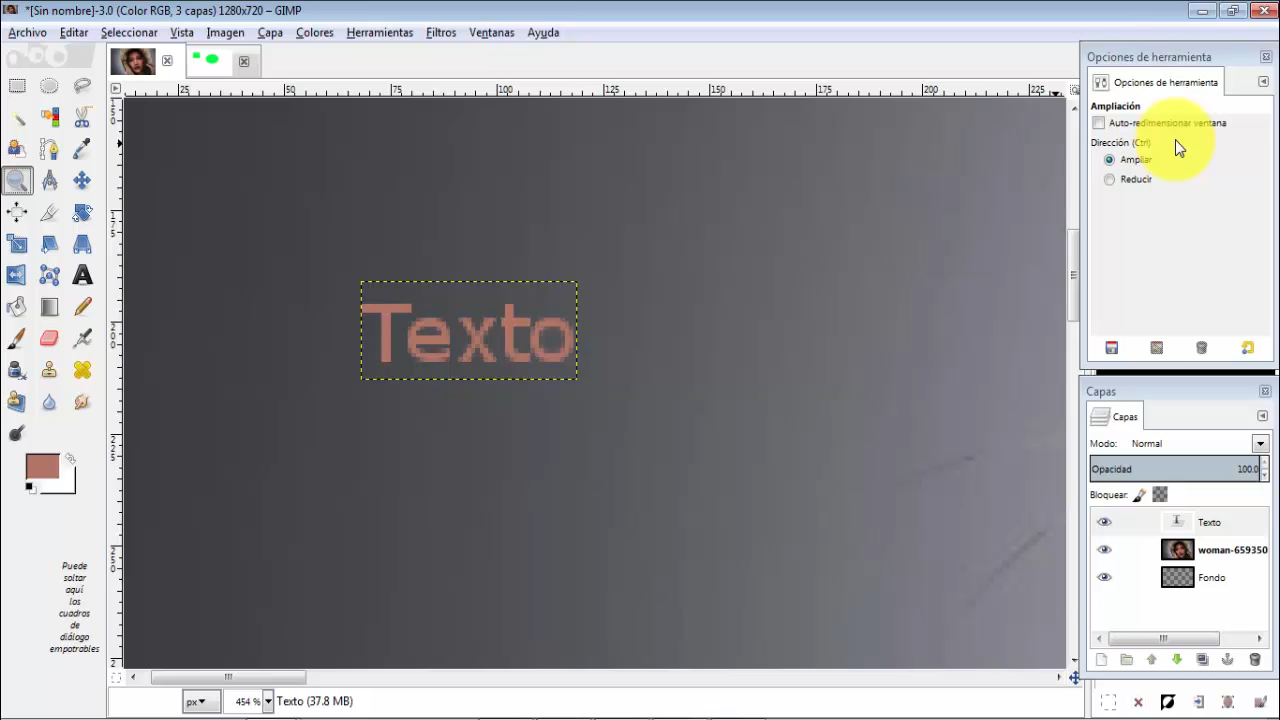 *[Sin nombre]-3.0 (Color RGB, 3 capas) 1280x720 – GIMP
Archivo Editar Seleccionar Vista Imagen Capa Colores Herramientas Filtros Ventanas Ayuda
25 50 75 100 125 150 175 200 225
Texto
Puede
soltar
aquí
los
cuadros
de
diálogo
empotrables
px 454 % Texto (37.8 MB)
Opciones de herramienta
Opciones de herramienta
Ampliación
Auto-redimensionar ventana
Dirección (Ctrl)
Ampliar
Reducir
Capas
Capas
Modo: Normal
Opacidad 100.0
Bloquear:
Texto
woman-659350
Fondo